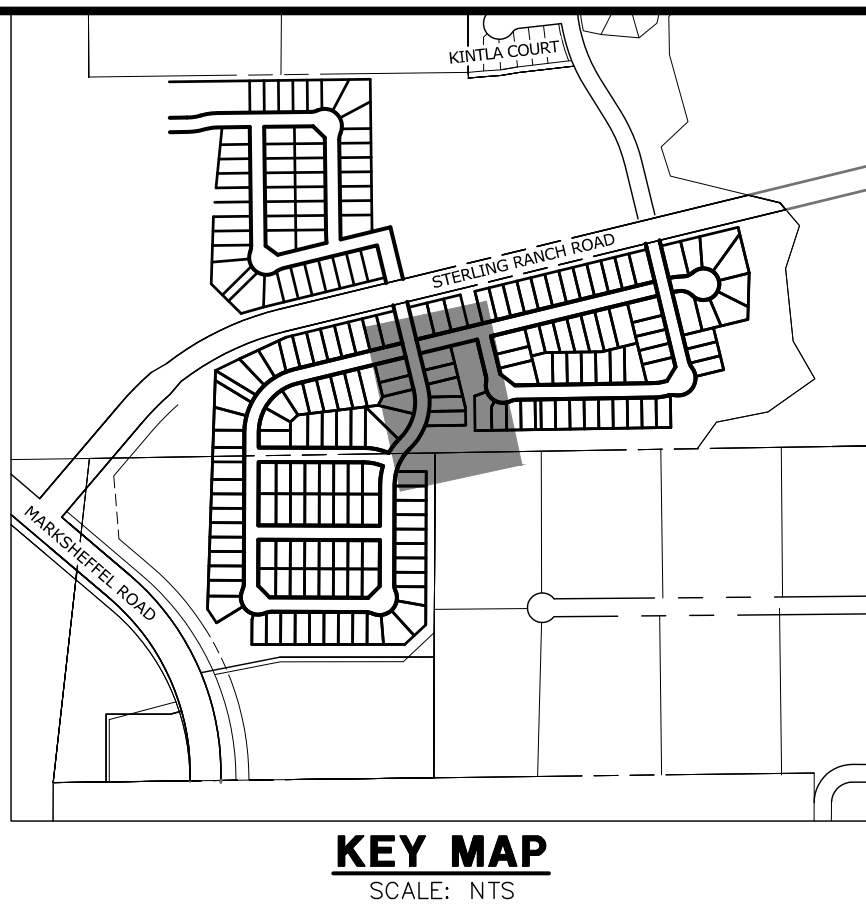 KINTLA COURT
STERLING RANCH ROAD
MARKSHEFFEL ROAD
KEY MAP
SCALE: NTS